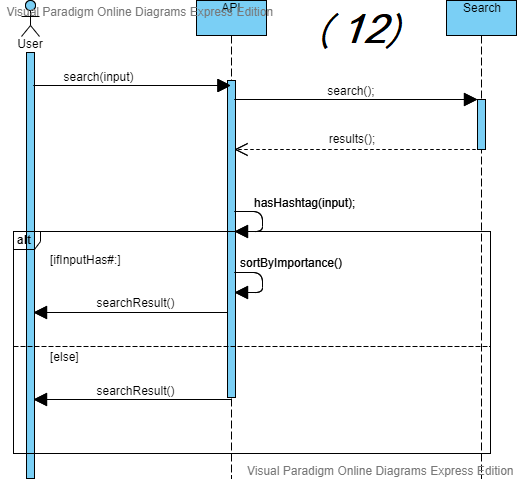 Visual Paradigm Online Diagrams Express Edition
API
Search
( 12)
User
search(input)
search();
results();
hasHashtag(input);
alt
[ifInputHas#:]
sortByImportance()
searchResult()
[else]
searchResult()
Visual Paradigm Online Diagrams Express Edition